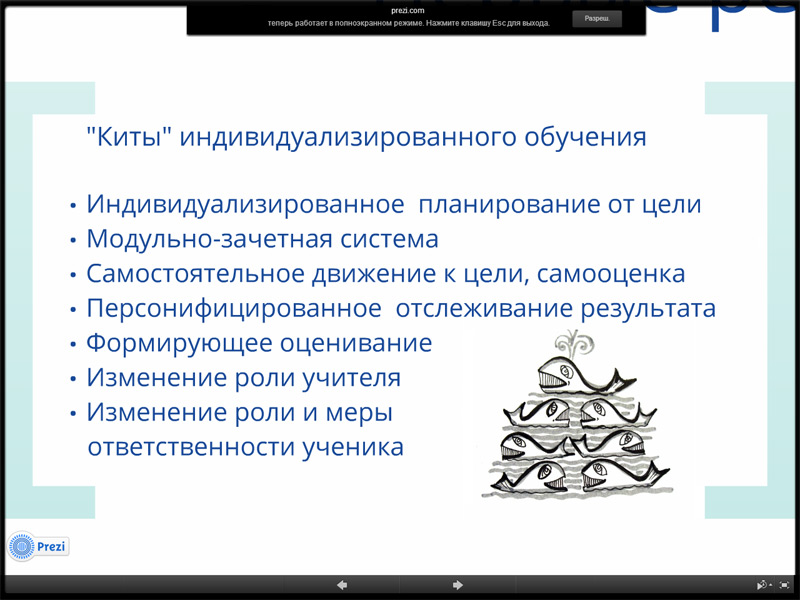 prezi.com
теперь работает в полноэкранном режиме. Нажмите клавишу Esc для выхода.
Разреш.
"Киты" индивидуализированного обучения
• Индивидуализированное планирование от цели
• Модульно-зачетная система
• Самостоятельное движение к цели, самооценка
• Персонифицированное отслеживание результата
• Формирующее оценивание
• Изменение роли учителя
• Изменение роли и меры
ответственности ученика
Prezi